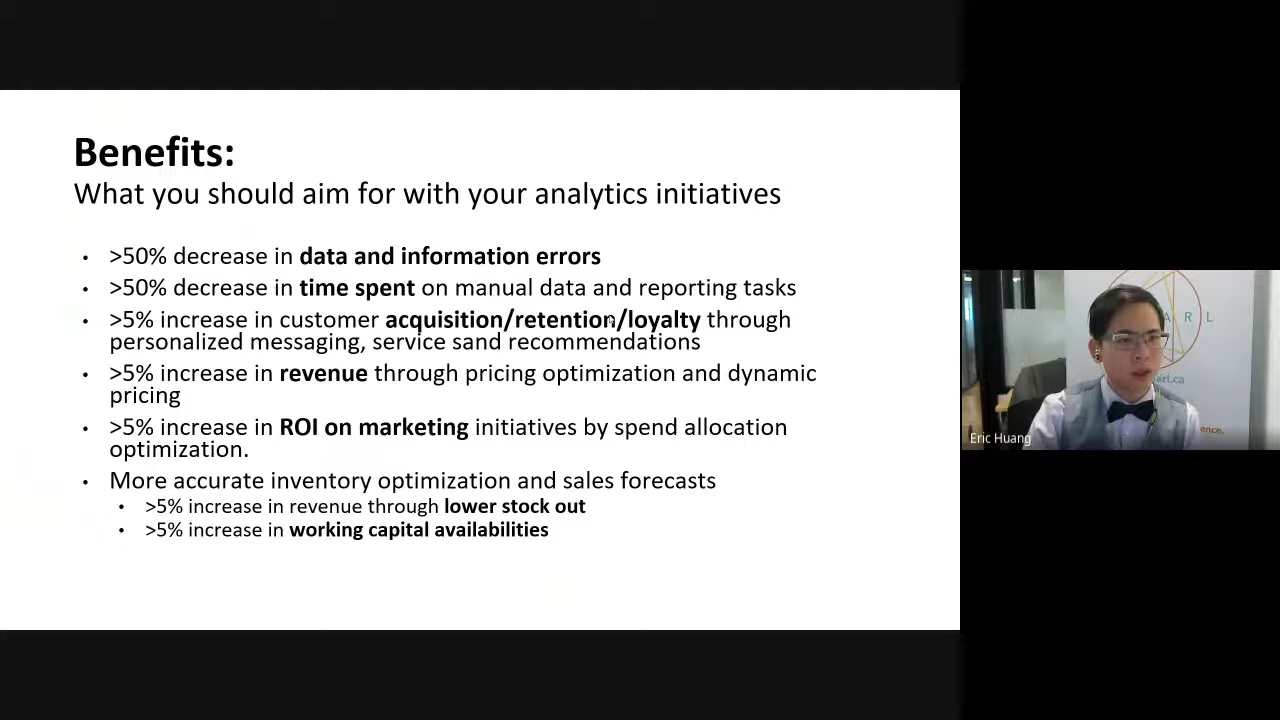 Benefits:
What you should aim for with your analytics initiatives
• >50% decrease in data and information errors
• >50% decrease in time spent on manual data and reporting tasks
• >5% increase in customer acquisition/retention/loyalty through
personalized messaging, service sand recommendations
• >5% increase in revenue through pricing optimization and dynamic
pricing
• >5% increase in ROI on marketing initiatives by spend allocation
optimization.
• More accurate inventory optimization and sales forecasts
• >5% increase in revenue through lower stock out
• >5% increase in working capital availabilities
A R L
arl.ca
ence.
Eric Huang